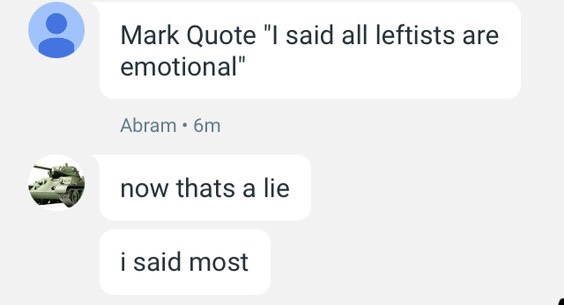 Mark Quote "I said all leftists are
emotional"
Abram • 6m
now thats a lie
i said most